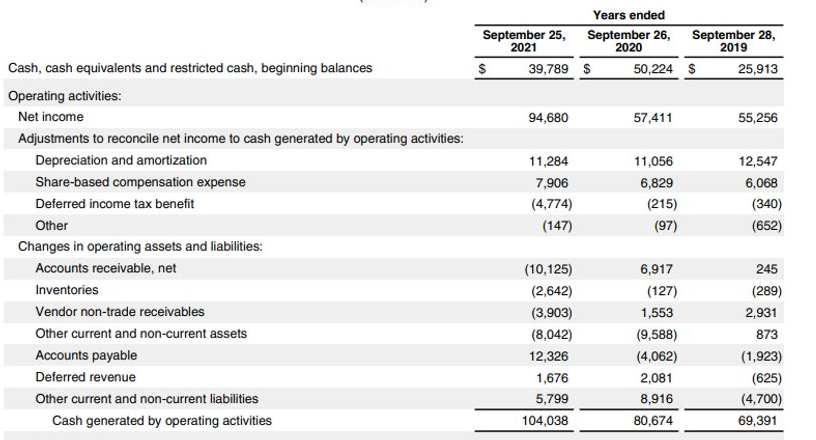 Years ended
September 25, 2021 September 26, 2020 September 28, 2019
Cash, cash equivalents and restricted cash, beginning balances $ 39,789 $ 50,224 $ 25,913
Operating activities:
Net income 94,680 57,411 55,256
Adjustments to reconcile net income to cash generated by operating activities:
Depreciation and amortization 11,284 11,056 12,547
Share-based compensation expense 7,906 6,829 6,068
Deferred income tax benefit (4,774) (215) (340)
Other (147) (97) (652)
Changes in operating assets and liabilities:
Accounts receivable, net (10,125) 6,917 245
Inventories (2,642) (127) (289)
Vendor non-trade receivables (3,903) 1,553 2,931
Other current and non-current assets (8,042) (9,588) 873
Accounts payable 12,326 (4,062) (1,923)
Deferred revenue 1,676 2,081 (625)
Other current and non-current liabilities 5,799 8,916 (4,700)
Cash generated by operating activities 104,038 80,674 69,391